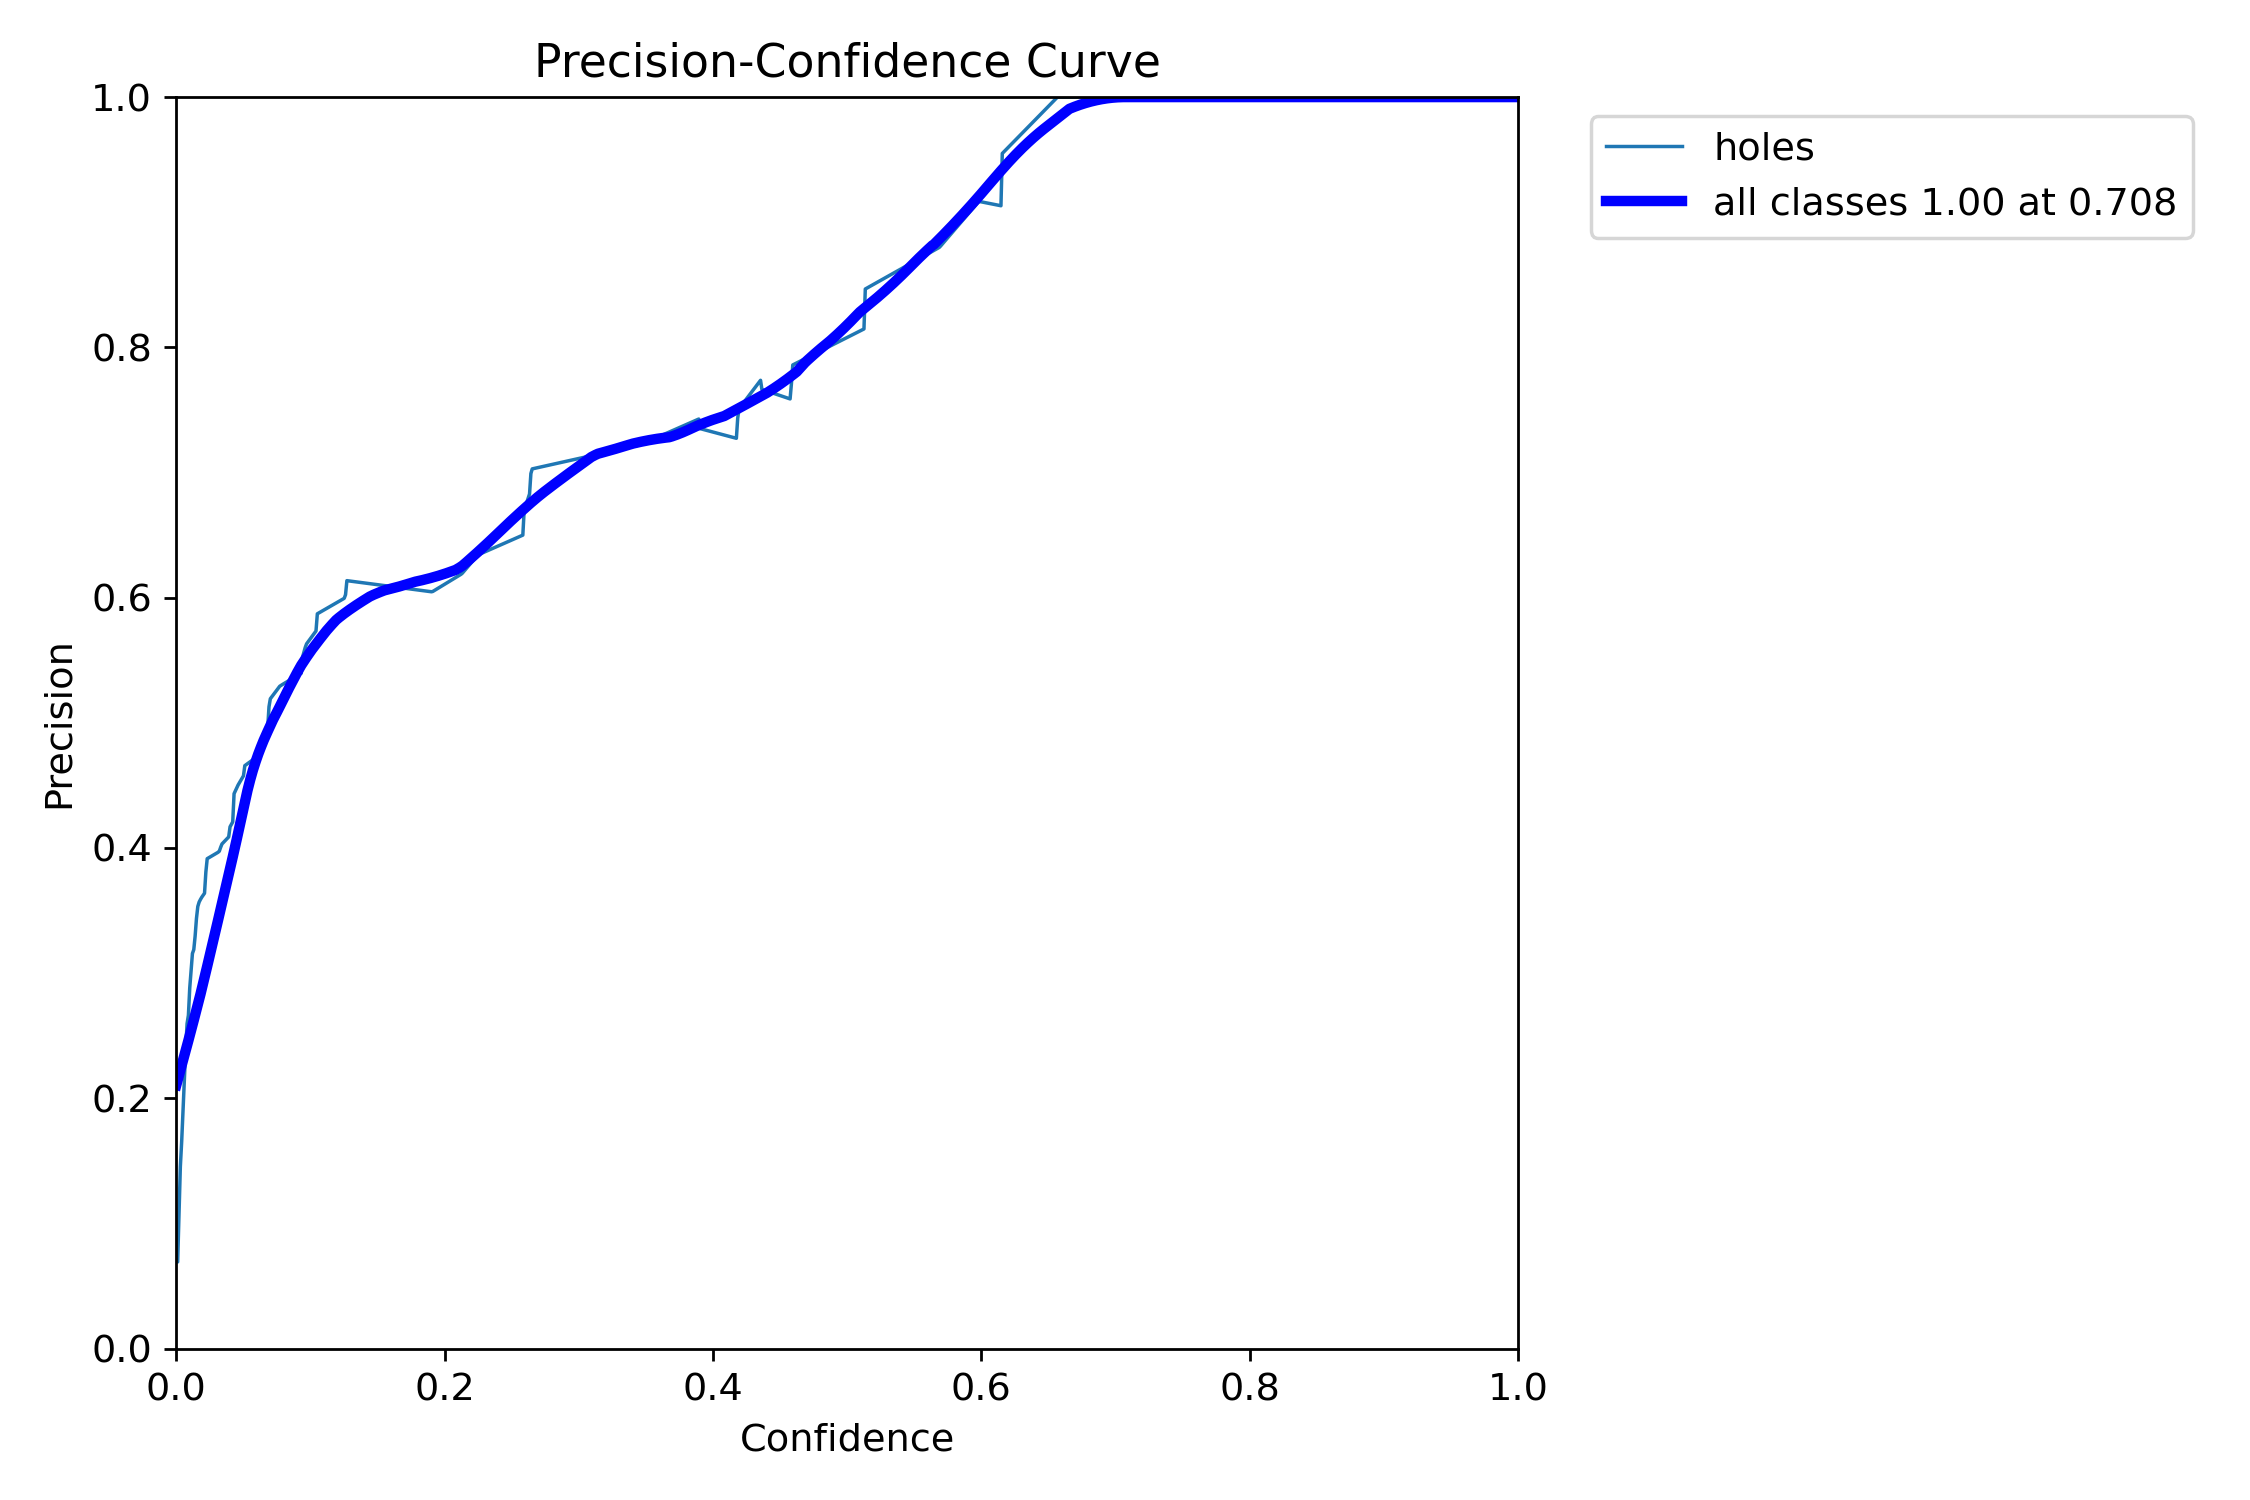 Precision-Confidence Curve
holes
all classes 1.00 at 0.708
Precision
1.0
0.8
0.6
0.4
0.2
0.0
0.0 0.2 0.4 0.6 0.8 1.0
Confidence